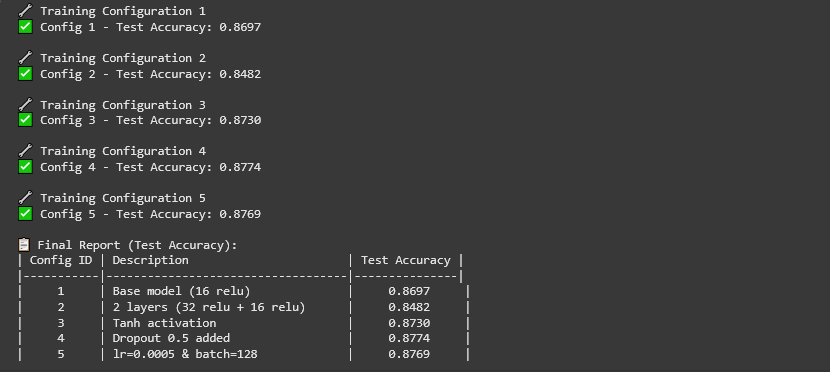 🔧 Training Configuration 1
✅ Config 1 - Test Accuracy: 0.8697
🔧 Training Configuration 2
✅ Config 2 - Test Accuracy: 0.8482
🔧 Training Configuration 3
✅ Config 3 - Test Accuracy: 0.8730
🔧 Training Configuration 4
✅ Config 4 - Test Accuracy: 0.8774
🔧 Training Configuration 5
✅ Config 5 - Test Accuracy: 0.8769
📋 Final Report (Test Accuracy):
| Config ID | Description                       | Test Accuracy |
|-----------|-----------------------------------|---------------|
|     1     | Base model (16 relu)              |     0.8697     |
|     2     | 2 layers (32 relu + 16 relu)      |     0.8482     |
|     3     | Tanh activation                   |     0.8730     |
|     4     | Dropout 0.5 added                 |     0.8774     |
|     5     | lr=0.0005 & batch=128             |     0.8769     |